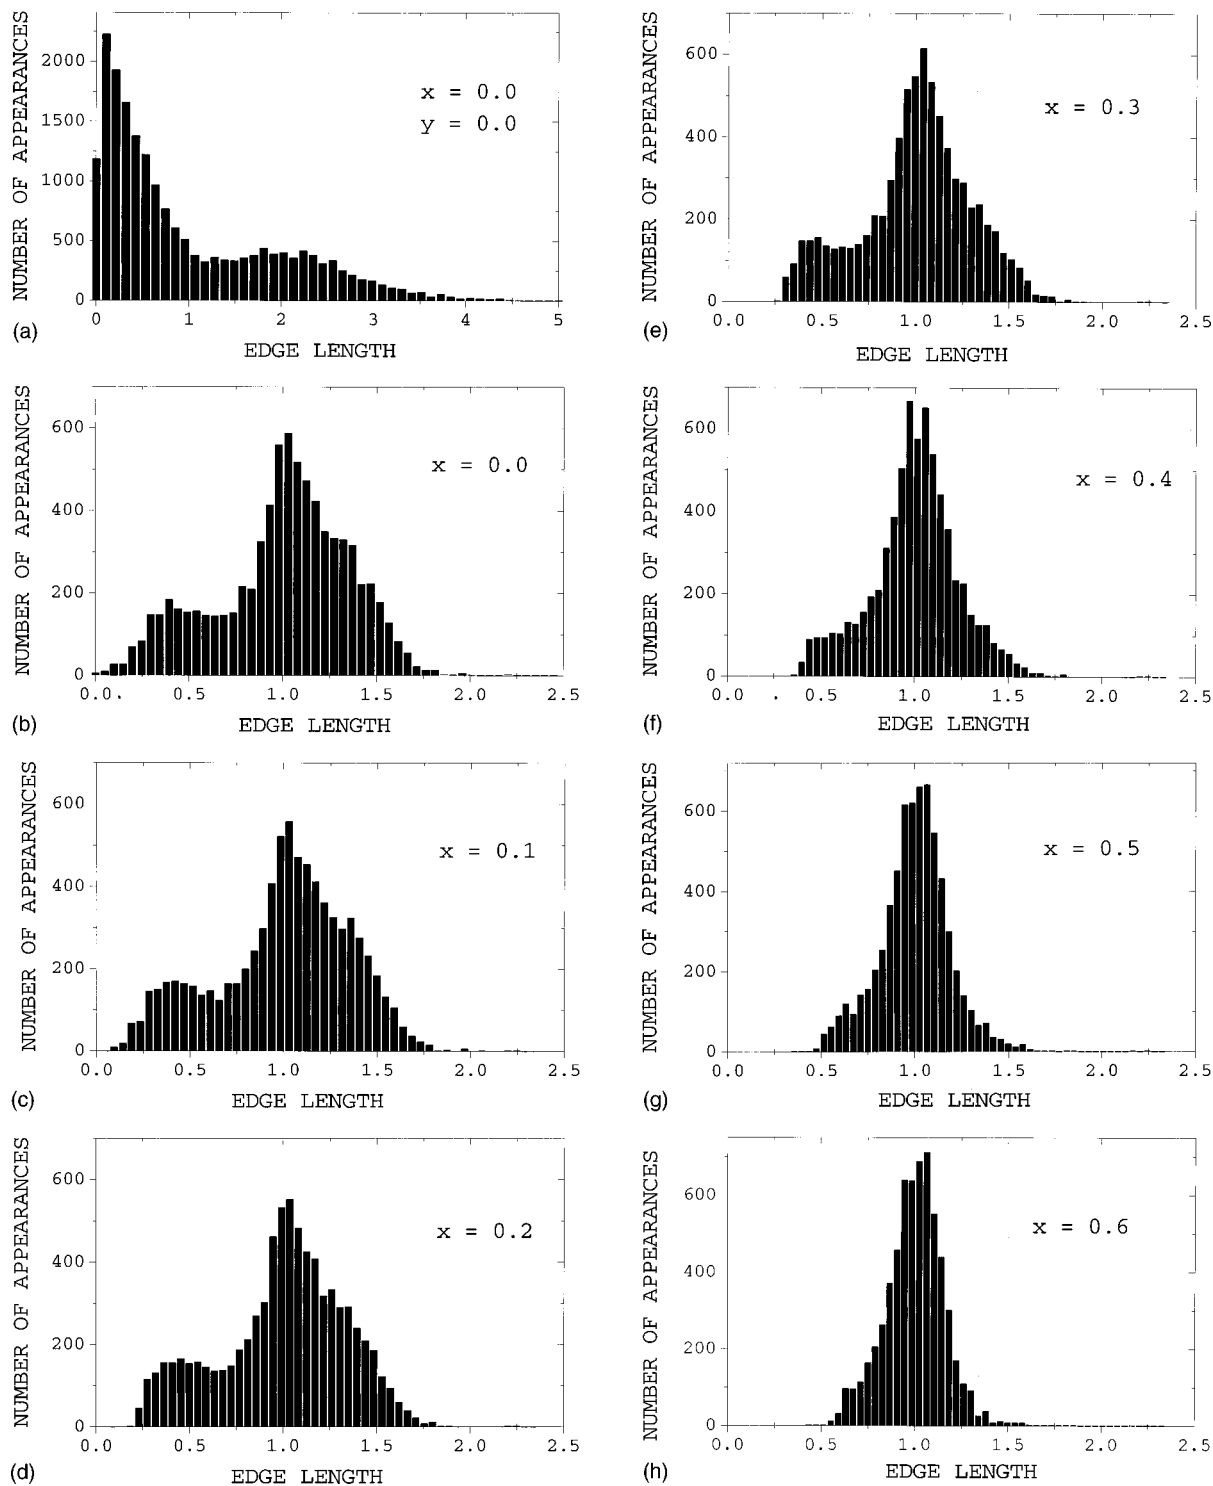 NUMBER OF APPEARANCES
2000
1500
1000
500
0
x = 0.0
y = 0.0
0 1 2 3 4 5
(a)
EDGE LENGTH
NUMBER OF APPEARANCES
600
400
200
0
x = 0.0
0.0 0.5 1.0 1.5 2.0 2.5
(b)
EDGE LENGTH
NUMBER OF APPEARANCES
600
400
200
0
x = 0.1
0.0 0.5 1.0 1.5 2.0 2.5
(c)
EDGE LENGTH
NUMBER OF APPEARANCES
600
400
200
0
x = 0.2
0.0 0.5 1.0 1.5 2.0 2.5
(d)
EDGE LENGTH
NUMBER OF APPEARANCES
600
400
200
0
x = 0.3
0.0 0.5 1.0 1.5 2.0 2.5
(e)
EDGE LENGTH
NUMBER OF APPEARANCES
600
400
200
0
x = 0.4
0.0 0.5 1.0 1.5 2.0 2.5
(f)
EDGE LENGTH
NUMBER OF APPEARANCES
600
400
200
0
x = 0.5
0.0 0.5 1.0 1.5 2.0 2.5
(g)
EDGE LENGTH
NUMBER OF APPEARANCES
600
400
200
0
x = 0.6
0.0 0.5 1.0 1.5 2.0 2.5
(h)
EDGE LENGTH